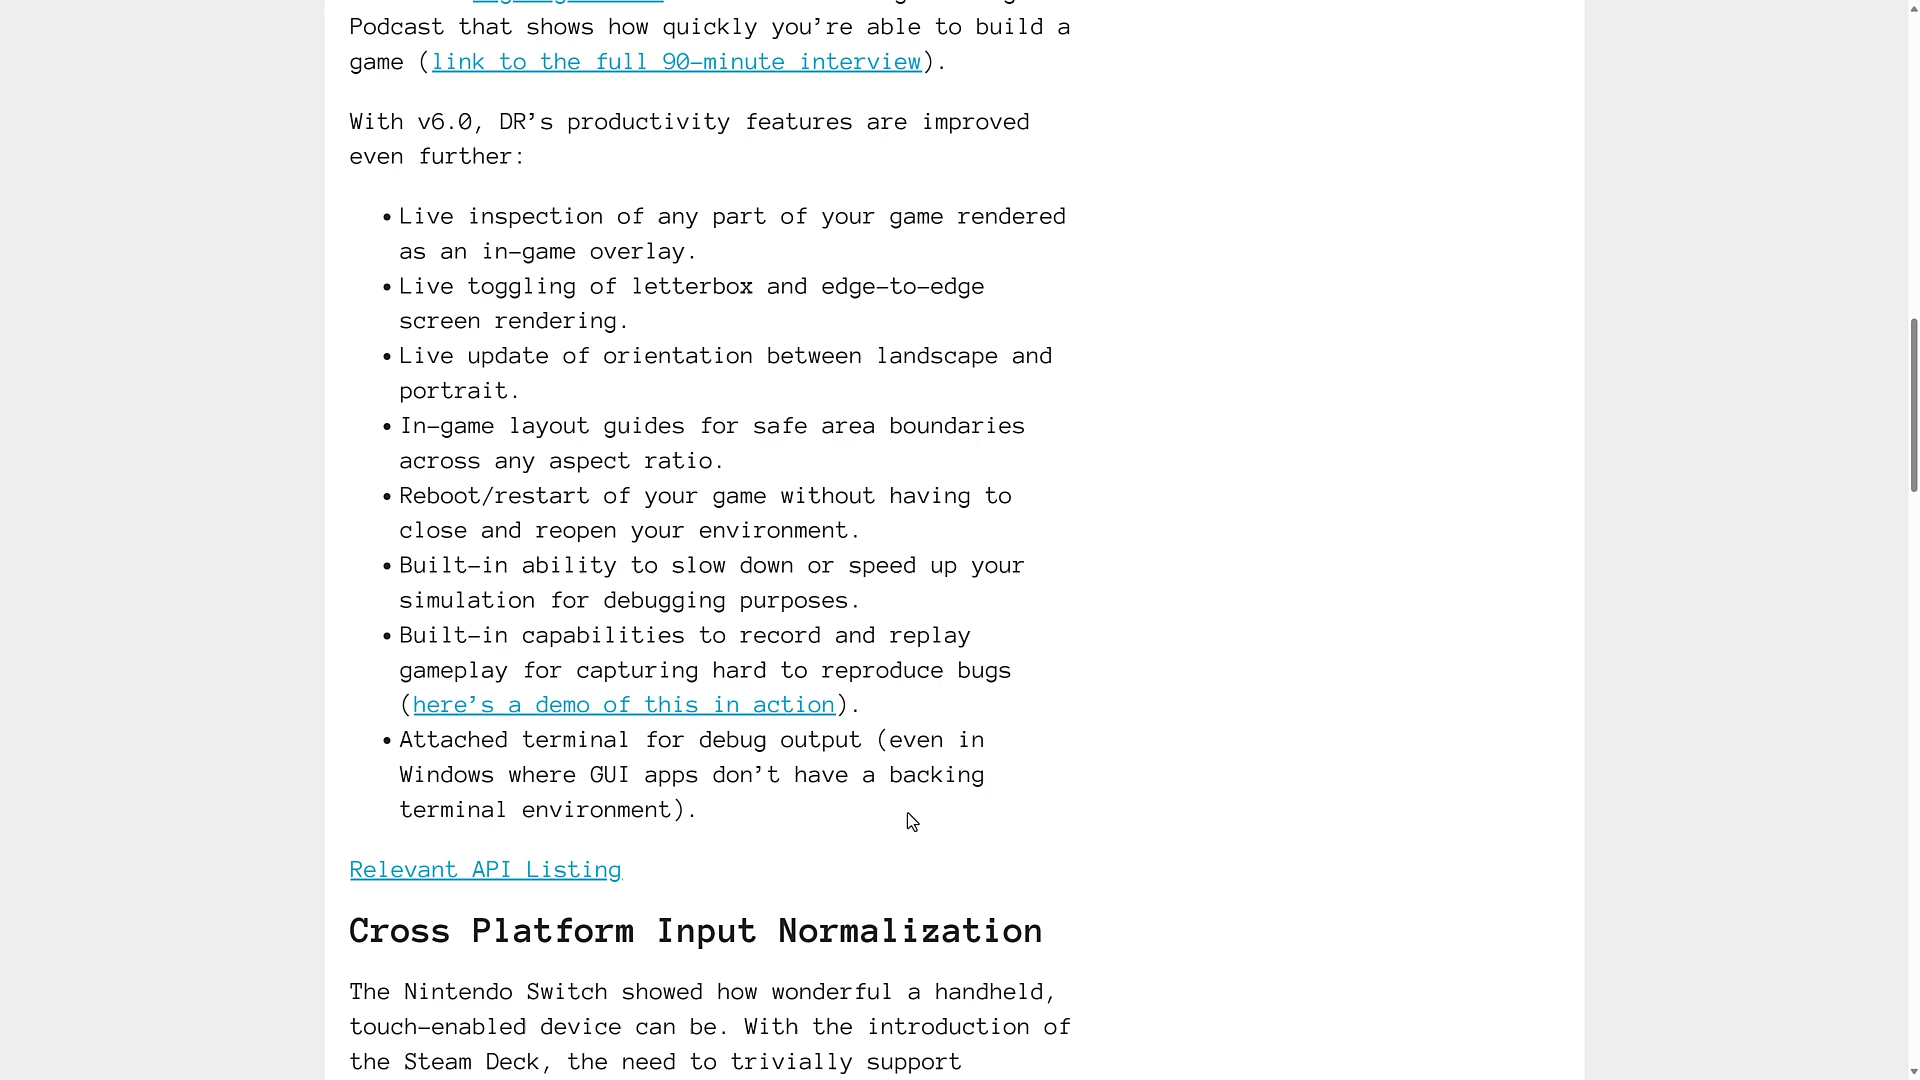 Podcast that shows how quickly you’re able to build a
game (link to the full 90-minute interview).
With v6.0, DR’s productivity features are improved
even further:
• Live inspection of any part of your game rendered
as an in-game overlay.
• Live toggling of letterbox and edge-to-edge
screen rendering.
• Live update of orientation between landscape and
portrait.
• In-game layout guides for safe area boundaries
across any aspect ratio.
• Reboot/restart of your game without having to
close and reopen your environment.
• Built-in ability to slow down or speed up your
simulation for debugging purposes.
• Built-in capabilities to record and replay
gameplay for capturing hard to reproduce bugs
(here’s a demo of this in action).
• Attached terminal for debug output (even in
Windows where GUI apps don’t have a backing
terminal environment).
Relevant API Listing
Cross Platform Input Normalization
The Nintendo Switch showed how wonderful a handheld,
touch-enabled device can be. With the introduction of
the Steam Deck, the need to trivially support